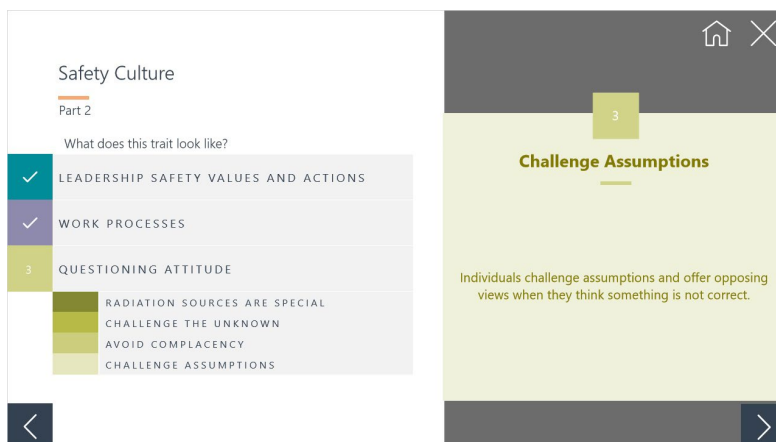 Safety Culture
Part 2
What does this trait look like?
LEADERSHIP SAFETY VALUES AND ACTIONS
WORK PROCESSES
3
QUESTIONING ATTITUDE
RADIATION SOURCES ARE SPECIAL
CHALLENGE THE UNKNOWN
AVOID COMPLACENCY
CHALLENGE ASSUMPTIONS
3
Challenge Assumptions
Individuals challenge assumptions and offer opposing
views when they think something is not correct.